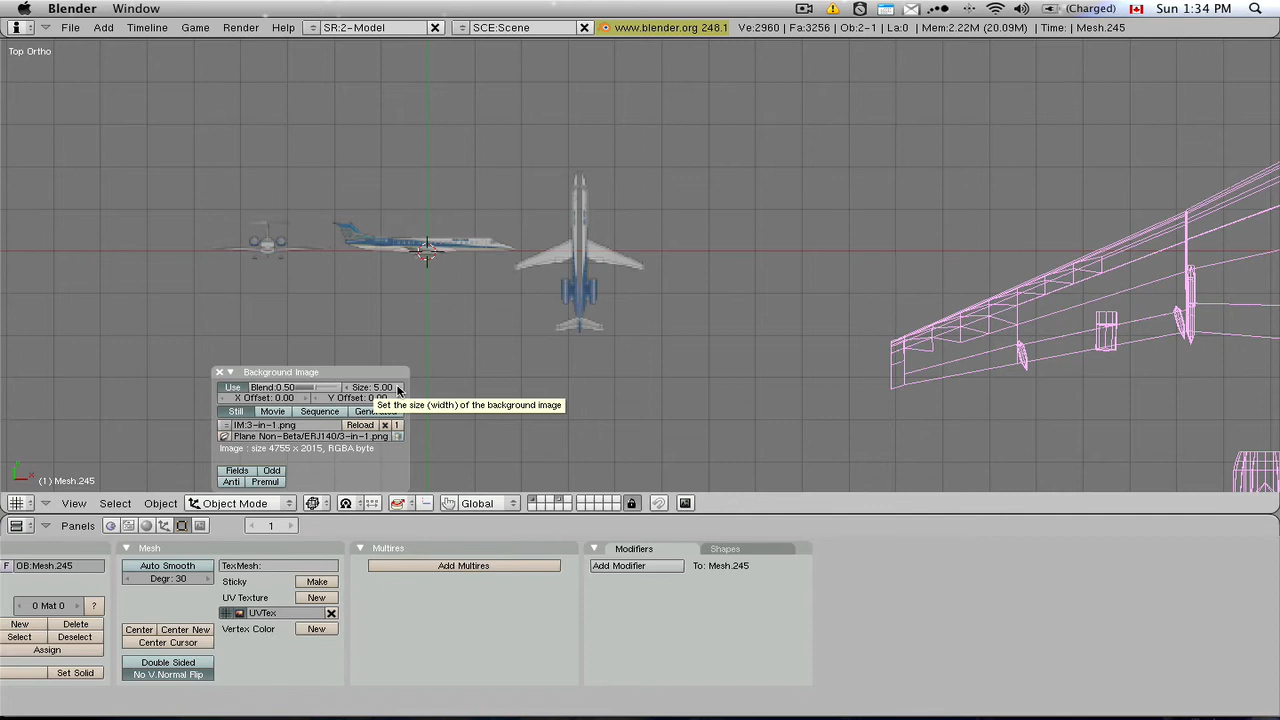 Blender Window (Charged) Sun 1:34 PM
File Add Timeline Game Render Help SR:2-Model SCE:Scene www.blender.org 248.1 Ve:2960 | Fa:3256 | Ob:2-1 | La:0 | Mem:2.22M (20.09M) | Time: | Mesh.245
Top Ortho
Background Image
Use Blend:0.50 Size: 5.00
X Offset: 0.00 Y Offset: 0.00
Set the size (width) of the background image
Still Movie Sequence Generated
IM:3-in-1.png Reload 1
Plane Non-Beta/ERJ140/3-in-1.png
Image : size 4755 x 2015, RGBA byte
Fields Odd
Anti Premul
(1) Mesh.245
View Select Object Object Mode Global
Panels 1
Mesh Multires Modifiers Shapes
F OB:Mesh.245 Auto Smooth TexMesh: Add Multires Add Modifier To: Mesh.245
Degr: 30 Sticky Make
UV Texture New
0 Mat 0 ? UVTex
New Delete Center Center New Vertex Color New
Select Deselect Center Cursor
Assign
Double Sided
Set Solid No V.Normal Flip